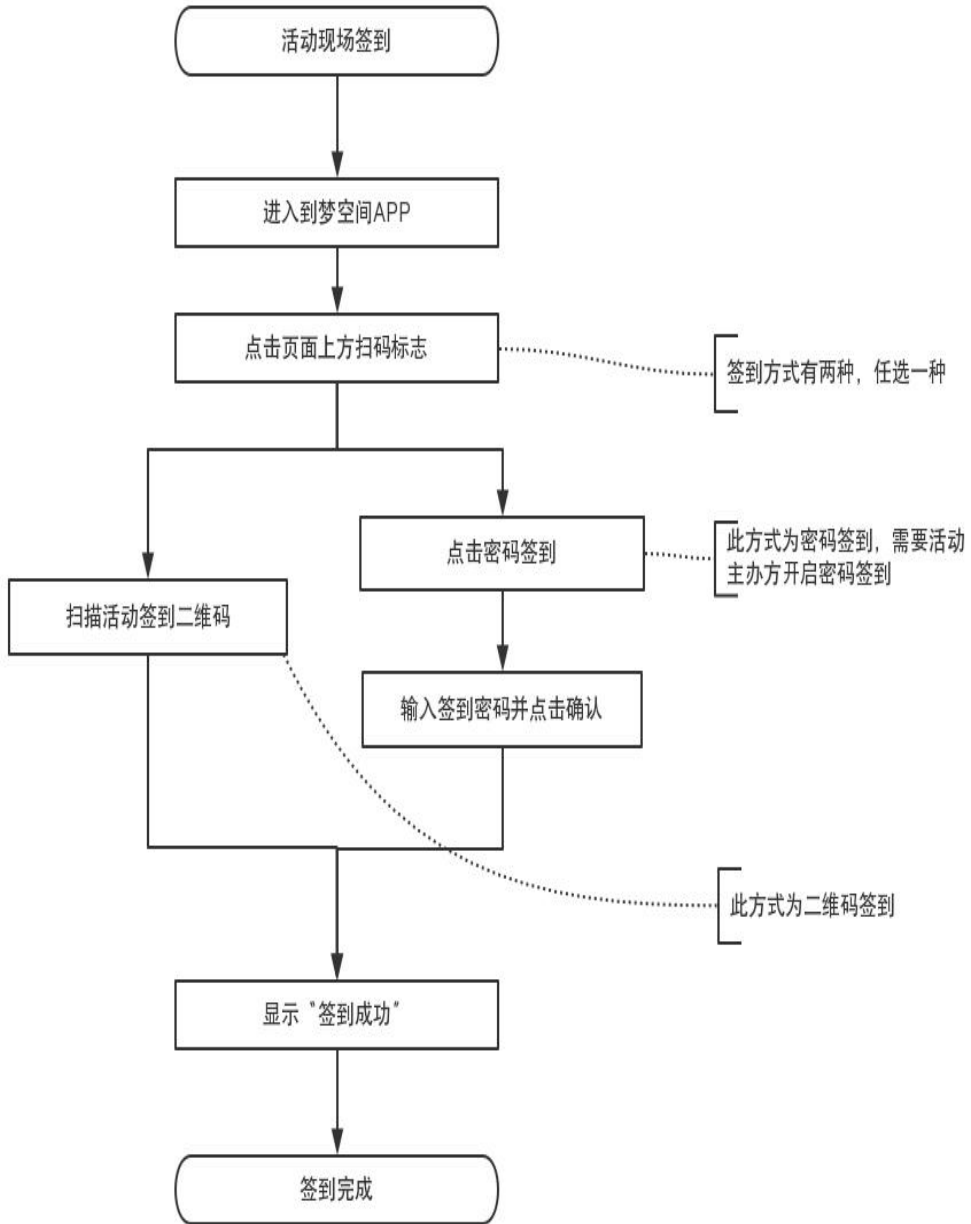 活动现场签到
进入到梦空间APP
点击页面上方扫码标志
签到方式有两种，任选一种
点击密码签到
此方式为密码签到，需要活动
主办方开启密码签到
扫描活动签到二维码
输入签到密码并点击确认
此方式为二维码签到
显示“签到成功”
签到完成